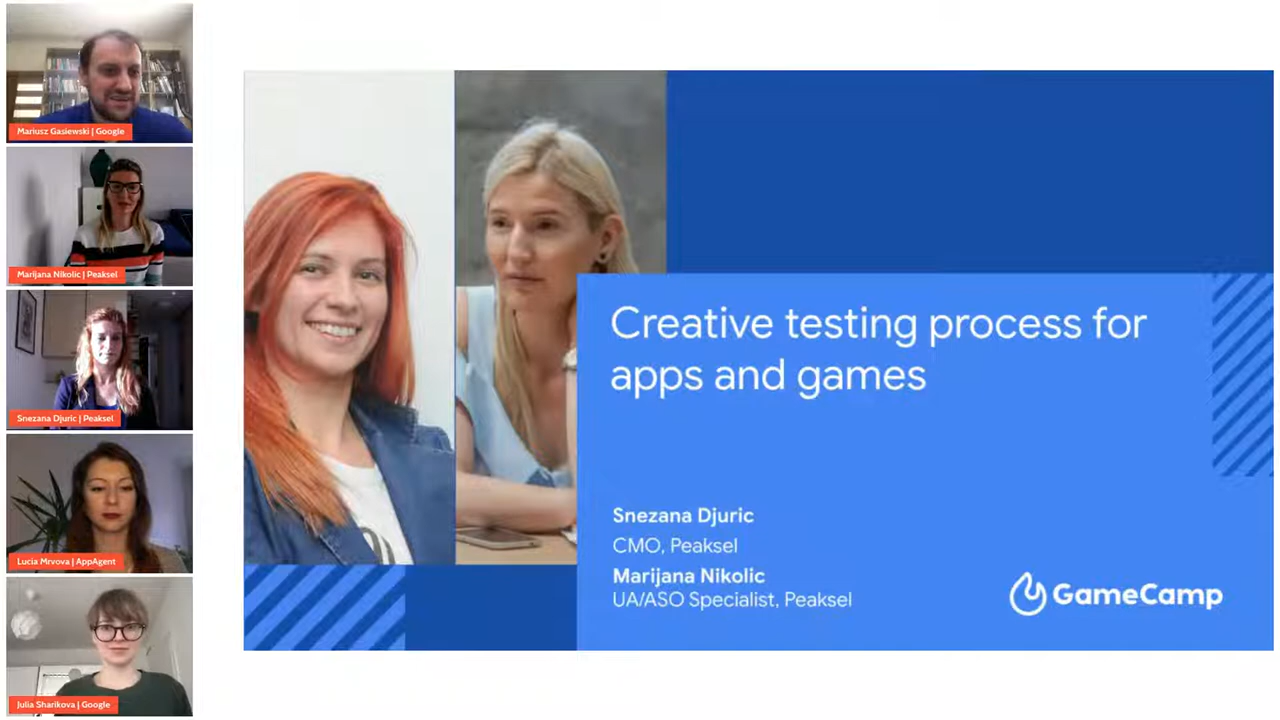 Mariusz Gasiewski | Google
Marijana Nikolic | Peaksel
Snezana Djuric | Peaksel
Lucia Mrvova | AppAgent
Julia Sharikova | Google
Creative testing process for
apps and games
Snezana Djuric
CMO, Peaksel
Marijana Nikolic
UA/ASO Specialist, Peaksel
GameCamp